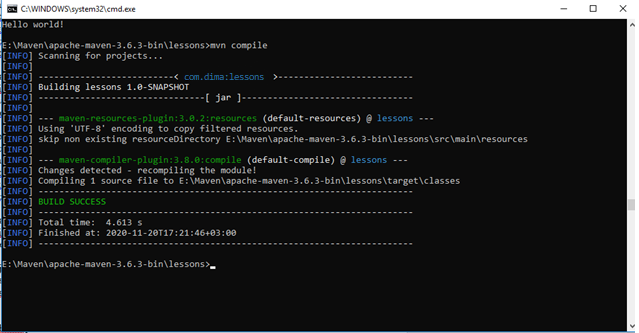 C:\WINDOWS\system32\cmd.exe
Hello world!
E:\Maven\apache-maven-3.6.3-bin\lessons>mvn compile
[INFO] Scanning for projects...
[INFO]
[INFO] -------------------------< com.dima:lessons >--------------------------
[INFO] Building lessons 1.0-SNAPSHOT
[INFO] --------------------------------[ jar ]---------------------------------
[INFO]
[INFO] --- maven-resources-plugin:3.0.2:resources (default-resources) @ lessons ---
[INFO] Using 'UTF-8' encoding to copy filtered resources.
[INFO] skip non existing resourceDirectory E:\Maven\apache-maven-3.6.3-bin\lessons\src\main\resources
[INFO]
[INFO] --- maven-compiler-plugin:3.8.0:compile (default-compile) @ lessons ---
[INFO] Changes detected - recompiling the module!
[INFO] Compiling 1 source file to E:\Maven\apache-maven-3.6.3-bin\lessons\target\classes
[INFO] ------------------------------------------------------------------------
[INFO] BUILD SUCCESS
[INFO] ------------------------------------------------------------------------
[INFO] Total time:  4.613 s
[INFO] Finished at: 2020-11-20T17:21:46+03:00
[INFO] ------------------------------------------------------------------------
E:\Maven\apache-maven-3.6.3-bin\lessons>